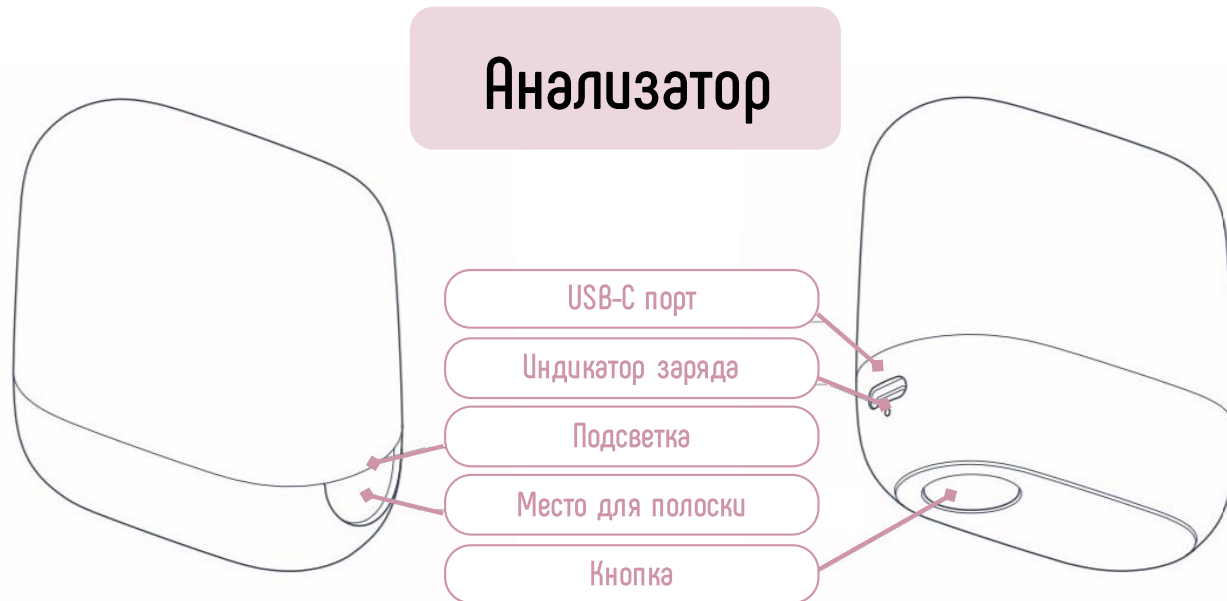 Анализатор
USB-C порт
Индикатор заряда
Подсветка
Место для полоски
Кнопка